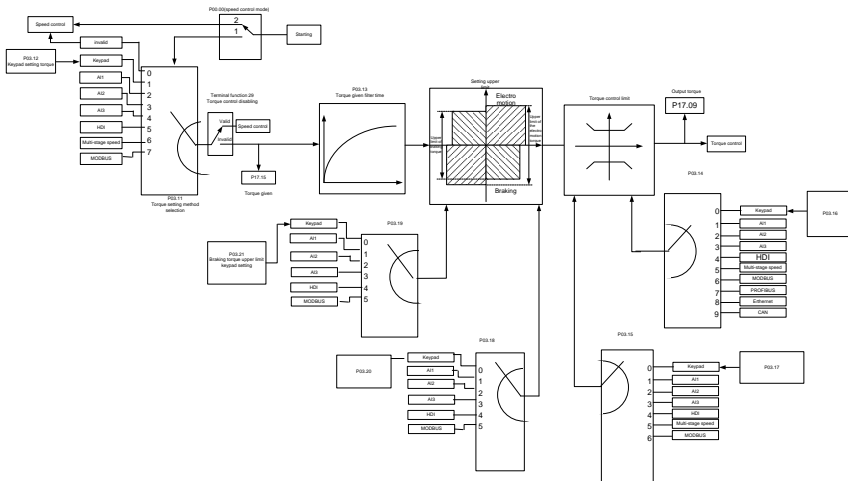 P00.00(speed control mode)
Speed control
2
1
Starting
P03.12
Keypad setting torque
invalid
Keypad
AI1
AI2
AI3
HDI
Multi-stage speed
MODBUS
0
1
2
3
4
5
6
7
P03.11
Torque setting method
selection
Terminal function 29
Torque control disabling
Valid
Invalid
Speed control
P17.15
Torque given
P03.13
Torque given filter time
Setting upper
limit
Electro
motion
Upper
limit of
the
electro
motion
torque
Braking
Torque control limit
Output torque
P17.09
Torque control
P03.14
0
1
2
3
4
5
6
7
8
9
Keypad
AI1
AI2
AI3
HDI
Multi-stage speed
MODBUS
PROFIBUS
Enthernet
CAN
P03.16
P03.21
Braking torque upper limit
keypad setting
Keypad
AI1
AI2
AI3
HDI
MODBUS
P03.19
0
1
2
3
4
5
P03.20
Keypad
AI1
AI2
AI3
HDI
MODBUS
P03.18
0
1
2
3
4
5
P03.15
0
1
2
3
4
5
6
Keypad
AI1
AI2
AI3
HDI
Multi-stage speed
MODBUS
P03.17